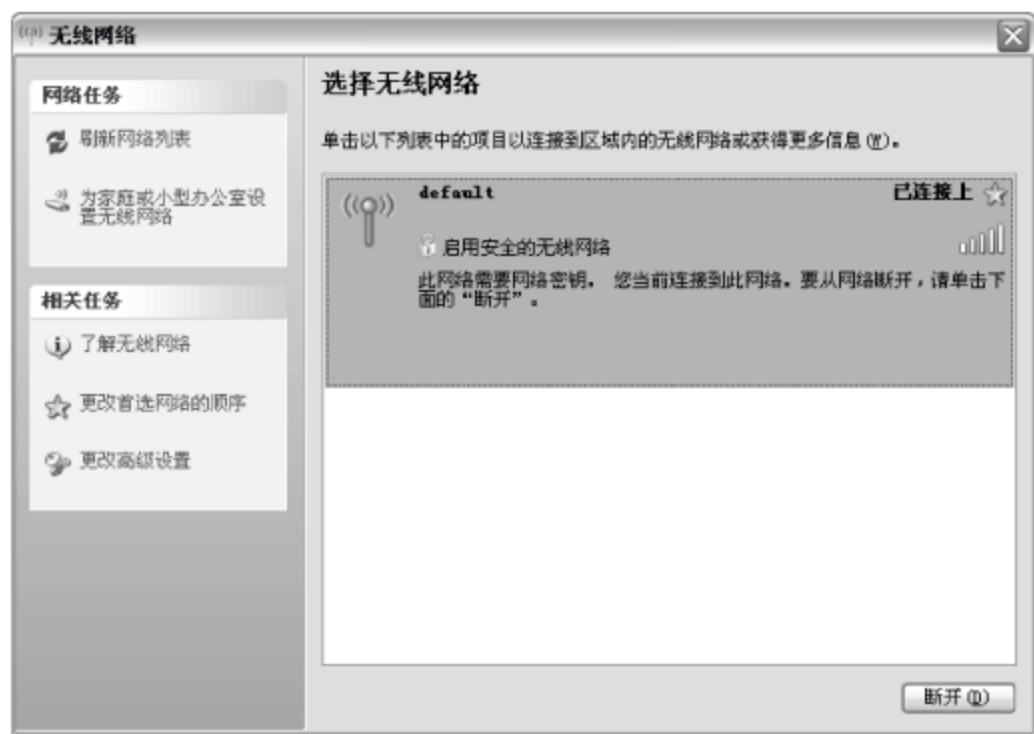 无线网络
网络任务
刷新网络列表
为家庭或小型办公室设
置无线网络
相关任务
了解无线网络
更改首选网络的顺序
更改高级设置
选择无线网络
单击以下列表中的项目以连接到区域内的无线网络或获得更多信息(W)。
default
已连接上
启用安全的无线网络
此网络需要网络密钥。 您当前连接到此网络。要从网络断开，请单击下
面的“断开”。
断开(D)